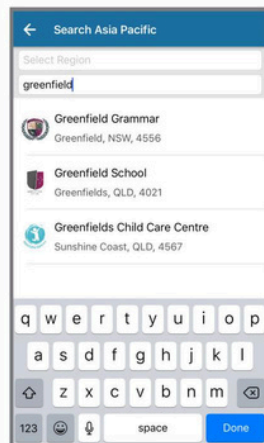 Search Asia Pacific
Select Region
greenfield
Greenfield Grammar
Greenfield, NSW, 4556
Greenfield School
Greenfields, QLD, 4021
Greenfields Child Care Centre
Sunshine Coast, QLD, 4567
q w e r t y u i o p
a s d f g h j k l
z x c v b n m
123 space Done